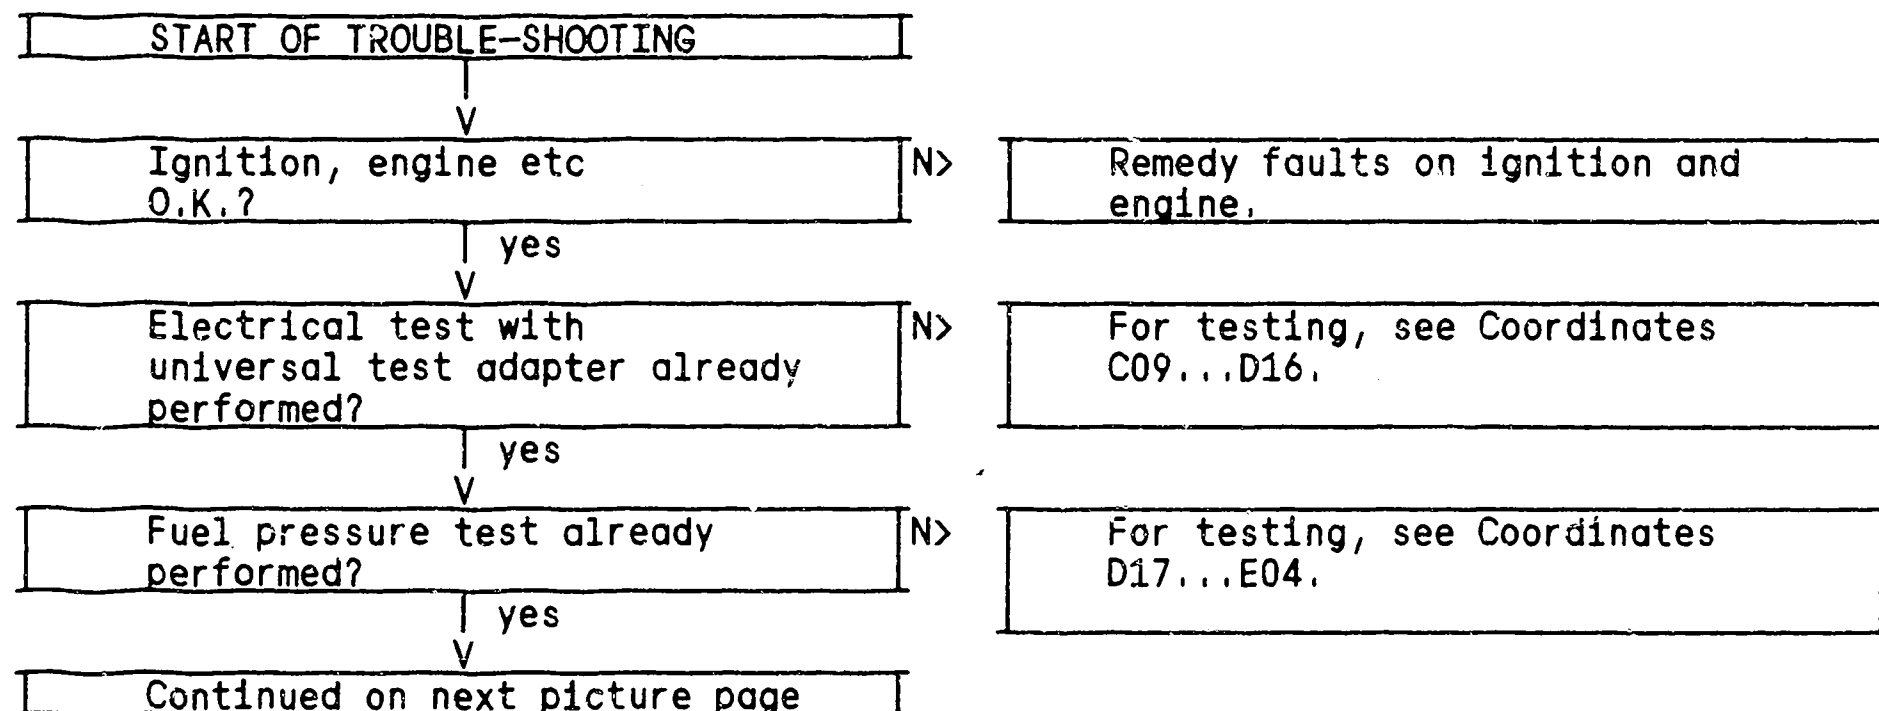 START OF TROUBLE-SHOOTING
V
Ignition, engine etc
O.K.?
N>
Remedy faults on ignition and
engine.
yes
V
Electrical test with
universal test adapter already
performed?
N>
For testing, see Coordinates
C09...D16.
yes
V
Fuel pressure test already
performed?
N>
For testing, see Coordinates
D17...E04.
yes
V
Continued on next picture page